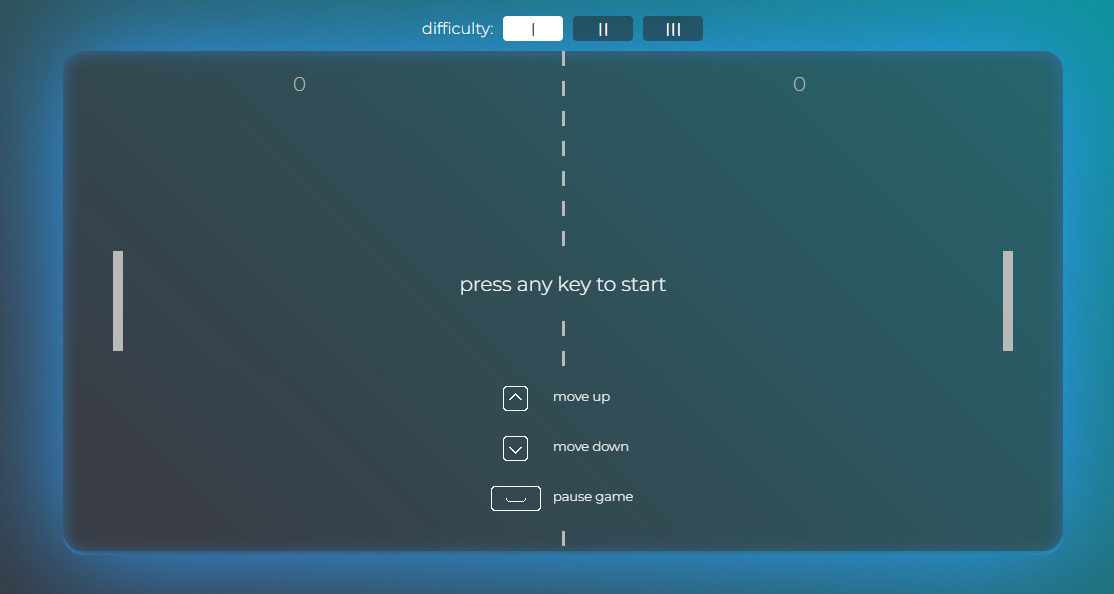 difficulty: I II III
0 0
press any key to start
move up
move down
pause game